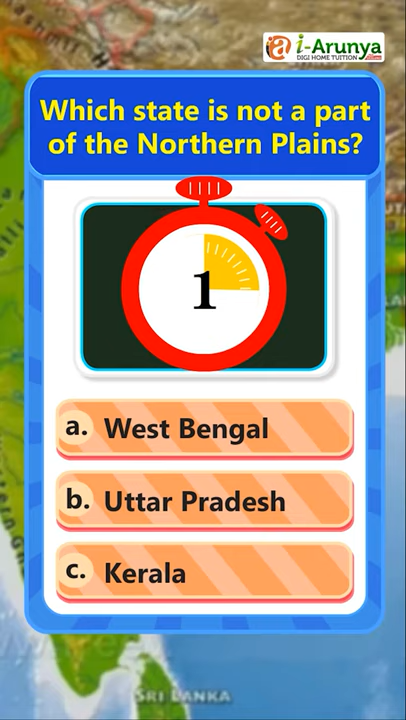 i-Arunya
DIGI HOME TUITION
Which state is not a part
of the Northern Plains?
1
a. West Bengal
b. Uttar Pradesh
c. Kerala
SRI LANKA